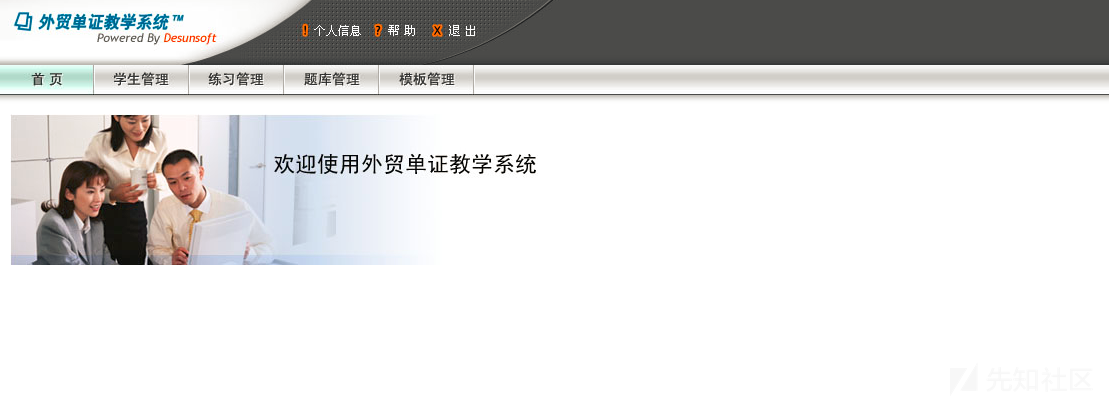 外贸单证教学系统™
Powered By Desunsoft
个人信息 帮 助 退 出
首 页 学生管理 练习管理 题库管理 模板管理
欢迎使用外贸单证教学系统
先知社区